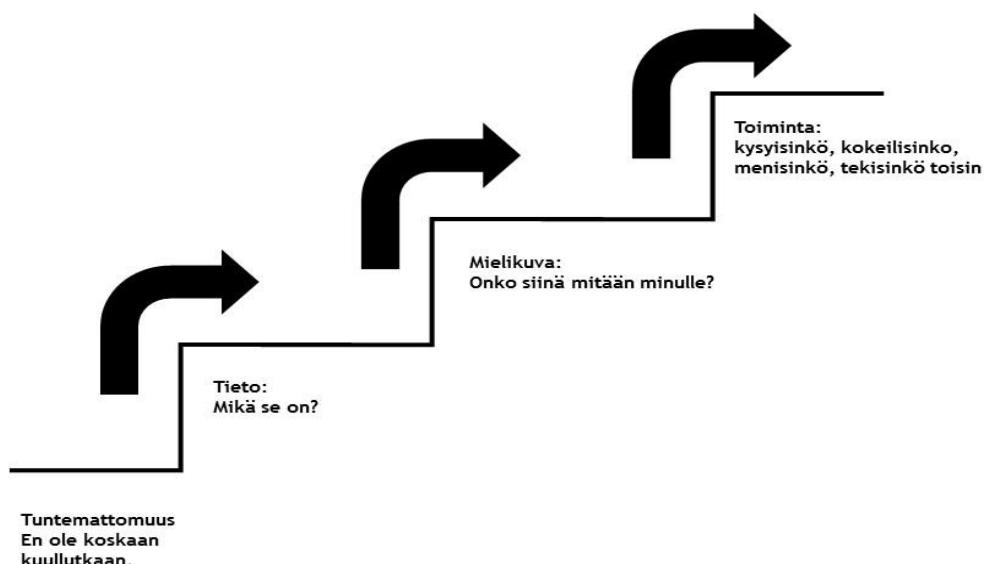 Toiminta:
kysyisinkö, kokeilisinko,
menisinkö, tekisinkö toisin
Mielikuva:
Onko siinä mitään minulle?
Tieto:
Mikä se on?
Tuntemattomuus
En ole koskaan
kuullutkaan.